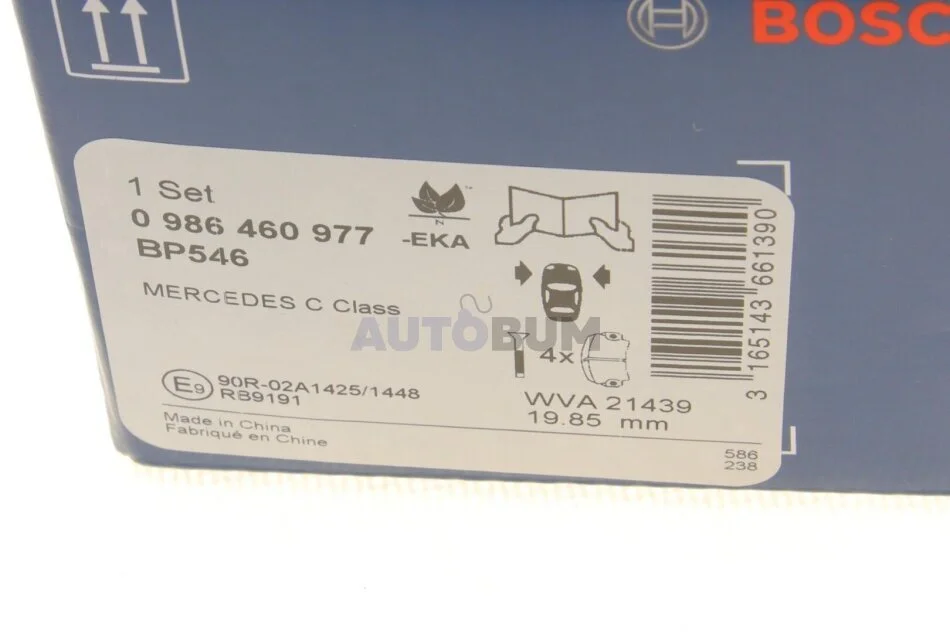 BOSC
1 Set
0 986 460 977
BP546
-EKA
N
MERCEDES C Class
AUTOBUM
4x
E9
90R-02A1425/1448
RB9191
WVA 21439
19.85 mm
Made in China
Fabriqué en Chine
586
238
3 165143 661390